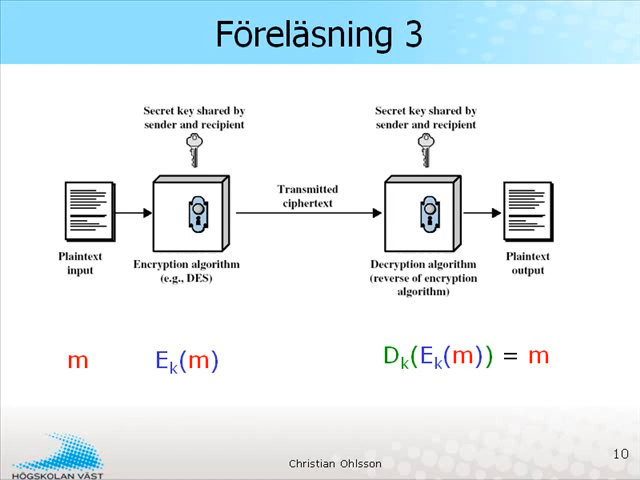 Föreläsning 3
Secret key shared by
sender and recipient
Secret key shared by
sender and recipient
Transmitted
ciphertext
Plaintext
input
Encryption algorithm
(e.g., DES)
Decryption algorithm
(reverse of encryption
algorithm)
Plaintext
output
m
Ek(m)
Dk(Ek(m)) = m
HÖGSKOLAN VÄST
Christian Ohlsson
10